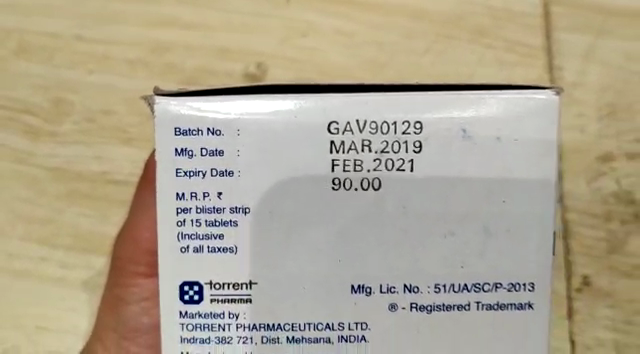 Batch No. : GAV90129
Mfg. Date : MAR.2019
Expiry Date : FEB.2021
M.R.P. ₹ 90.00
per blister strip
of 15 tablets
(Inclusive
of all taxes)
torrent
PHARMA
Mfg. Lic. No. : 51/UA/SC/P-2013
® - Registered Trademark
Marketed by :
TORRENT PHARMACEUTICALS LTD.
Indrad-382 721, Dist. Mehsana, INDIA.